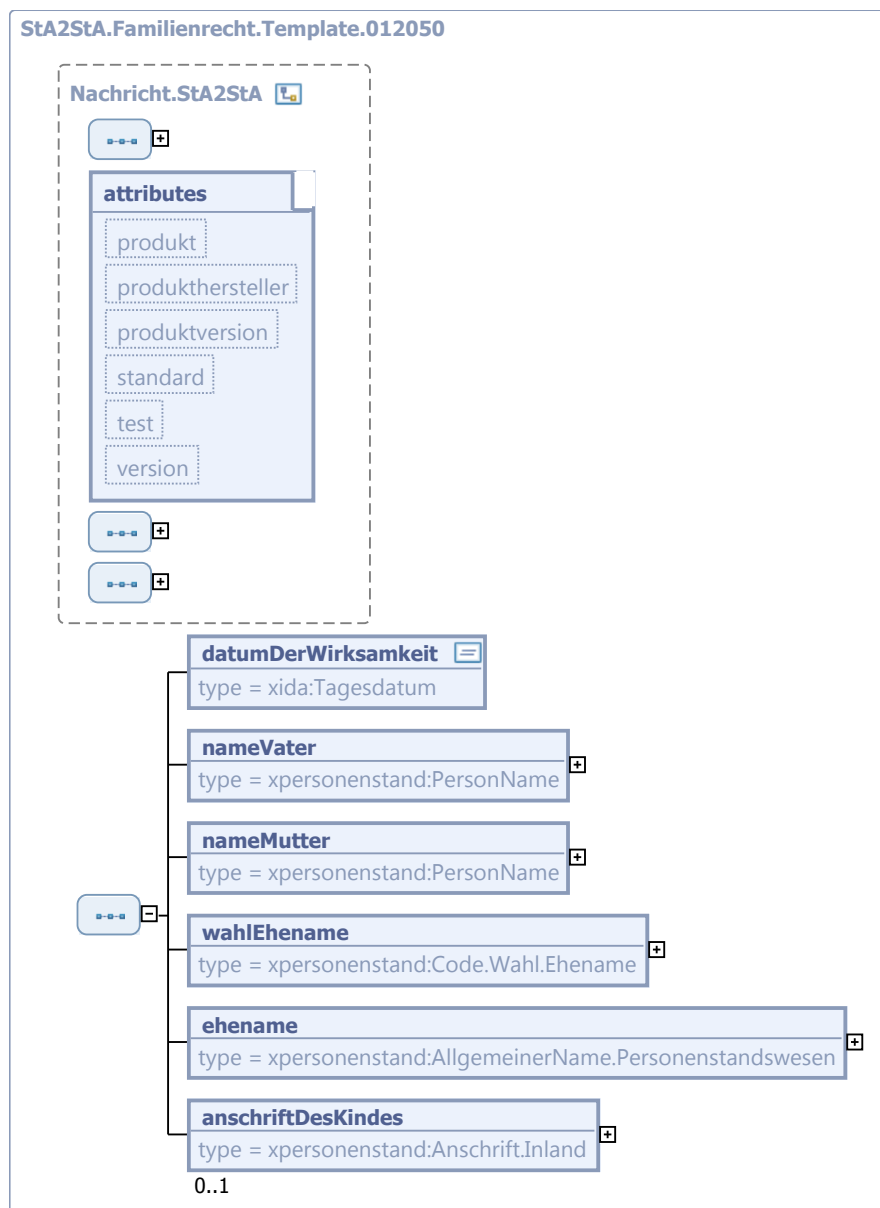 StA2StA.Familienrecht.Template.012050
Nachricht.StA2StA
attributes
produkt
produkthersteller
produktversion
standard
test
version
datumDerWirksamkeit
type = xida:Tagesdatum
nameVater
type = xpersonenstand:PersonName
nameMutter
type = xpersonenstand:PersonName
wahlEhename
type = xpersonenstand:Code.Wahl.Ehename
ehename
type = xpersonenstand:AllgemeinerName.Personenstandswesen
anschriftDesKindes
type = xpersonenstand:Anschrift.Inland
0..1